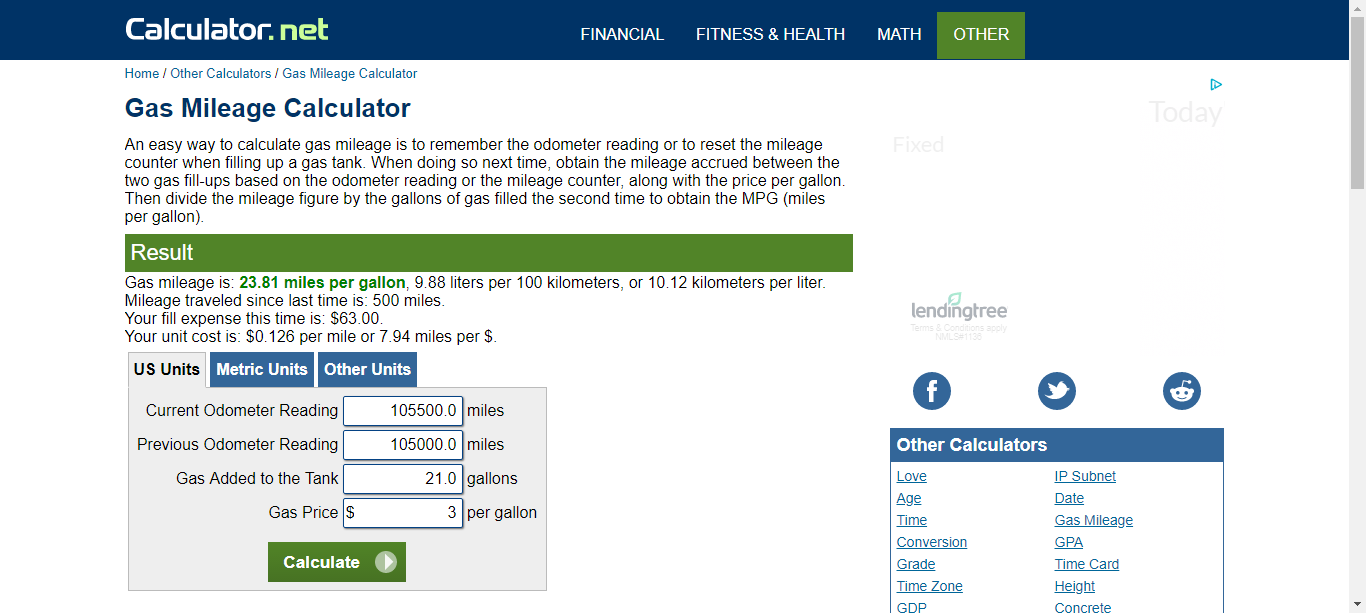 Calculator.net
FINANCIAL FITNESS & HEALTH MATH OTHER
Home / Other Calculators / Gas Mileage Calculator
Gas Mileage Calculator
An easy way to calculate gas mileage is to remember the odometer reading or to reset the mileage
counter when filling up a gas tank. When doing so next time, obtain the mileage accrued between the
two gas fill-ups based on the odometer reading or the mileage counter, along with the price per gallon.
Then divide the mileage figure by the gallons of gas filled the second time to obtain the MPG (miles
per gallon).
Result
Gas mileage is: 23.81 miles per gallon, 9.88 liters per 100 kilometers, or 10.12 kilometers per liter.
Mileage traveled since last time is: 500 miles.
Your fill expense this time is: $63.00.
Your unit cost is: $0.126 per mile or 7.94 miles per $.
US Units Metric Units Other Units
Current Odometer Reading 105500.0 miles
Previous Odometer Reading 105000.0 miles
Gas Added to the Tank 21.0 gallons
Gas Price $ 3 per gallon
Calculate
Today
Fixed
lendingtree
Terms & Conditions apply
NMLS#1136
Other Calculators
Love IP Subnet
Age Date
Time Gas Mileage
Conversion GPA
Grade Time Card
Time Zone Height
GDP Concrete